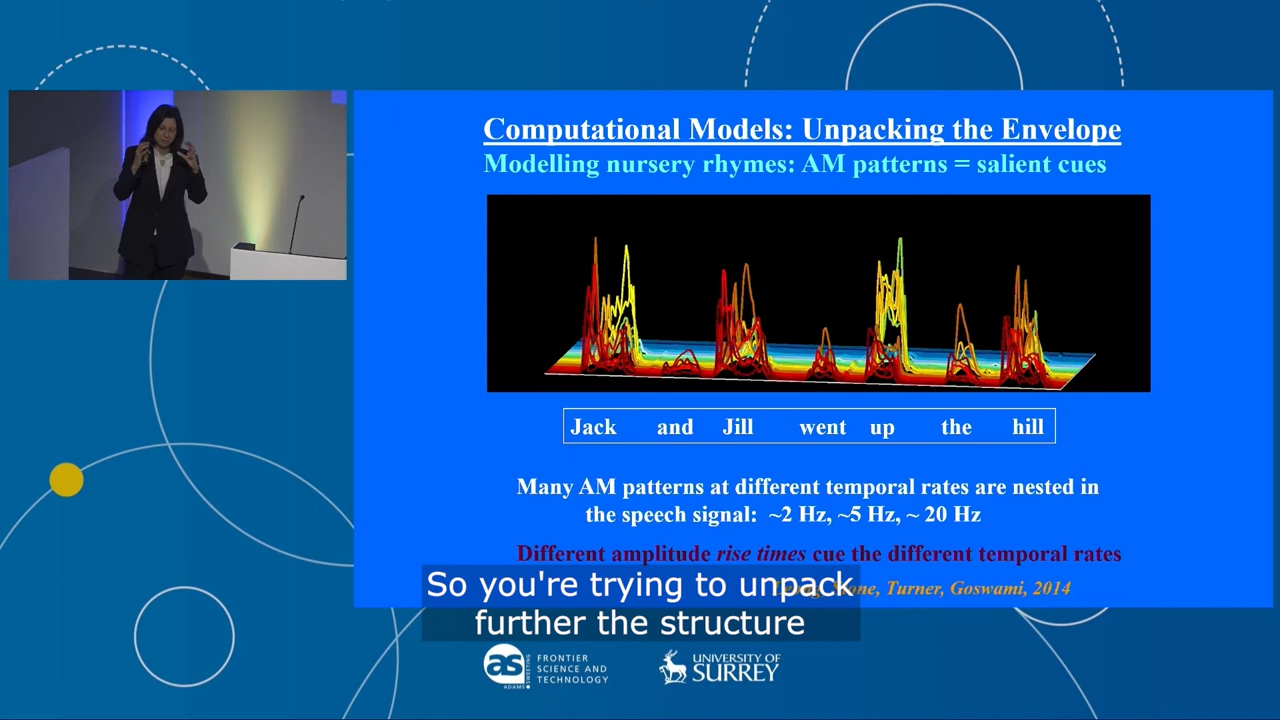 Computational Models: Unpacking the Envelope
Modelling nursery rhymes: AM patterns = salient cues
Jack and Jill went up the hill
Many AM patterns at different temporal rates are nested in
the speech signal: ~2 Hz, ~5 Hz, ~ 20 Hz
Different amplitude rise times cue the different temporal rates
Turner, Goswami, 2014
So you're trying to unpack
further the structure
as
ADAMS
SWEETING
FRONTIER
SCIENCE AND
TECHNOLOGY
UNIVERSITY OF
SURREY